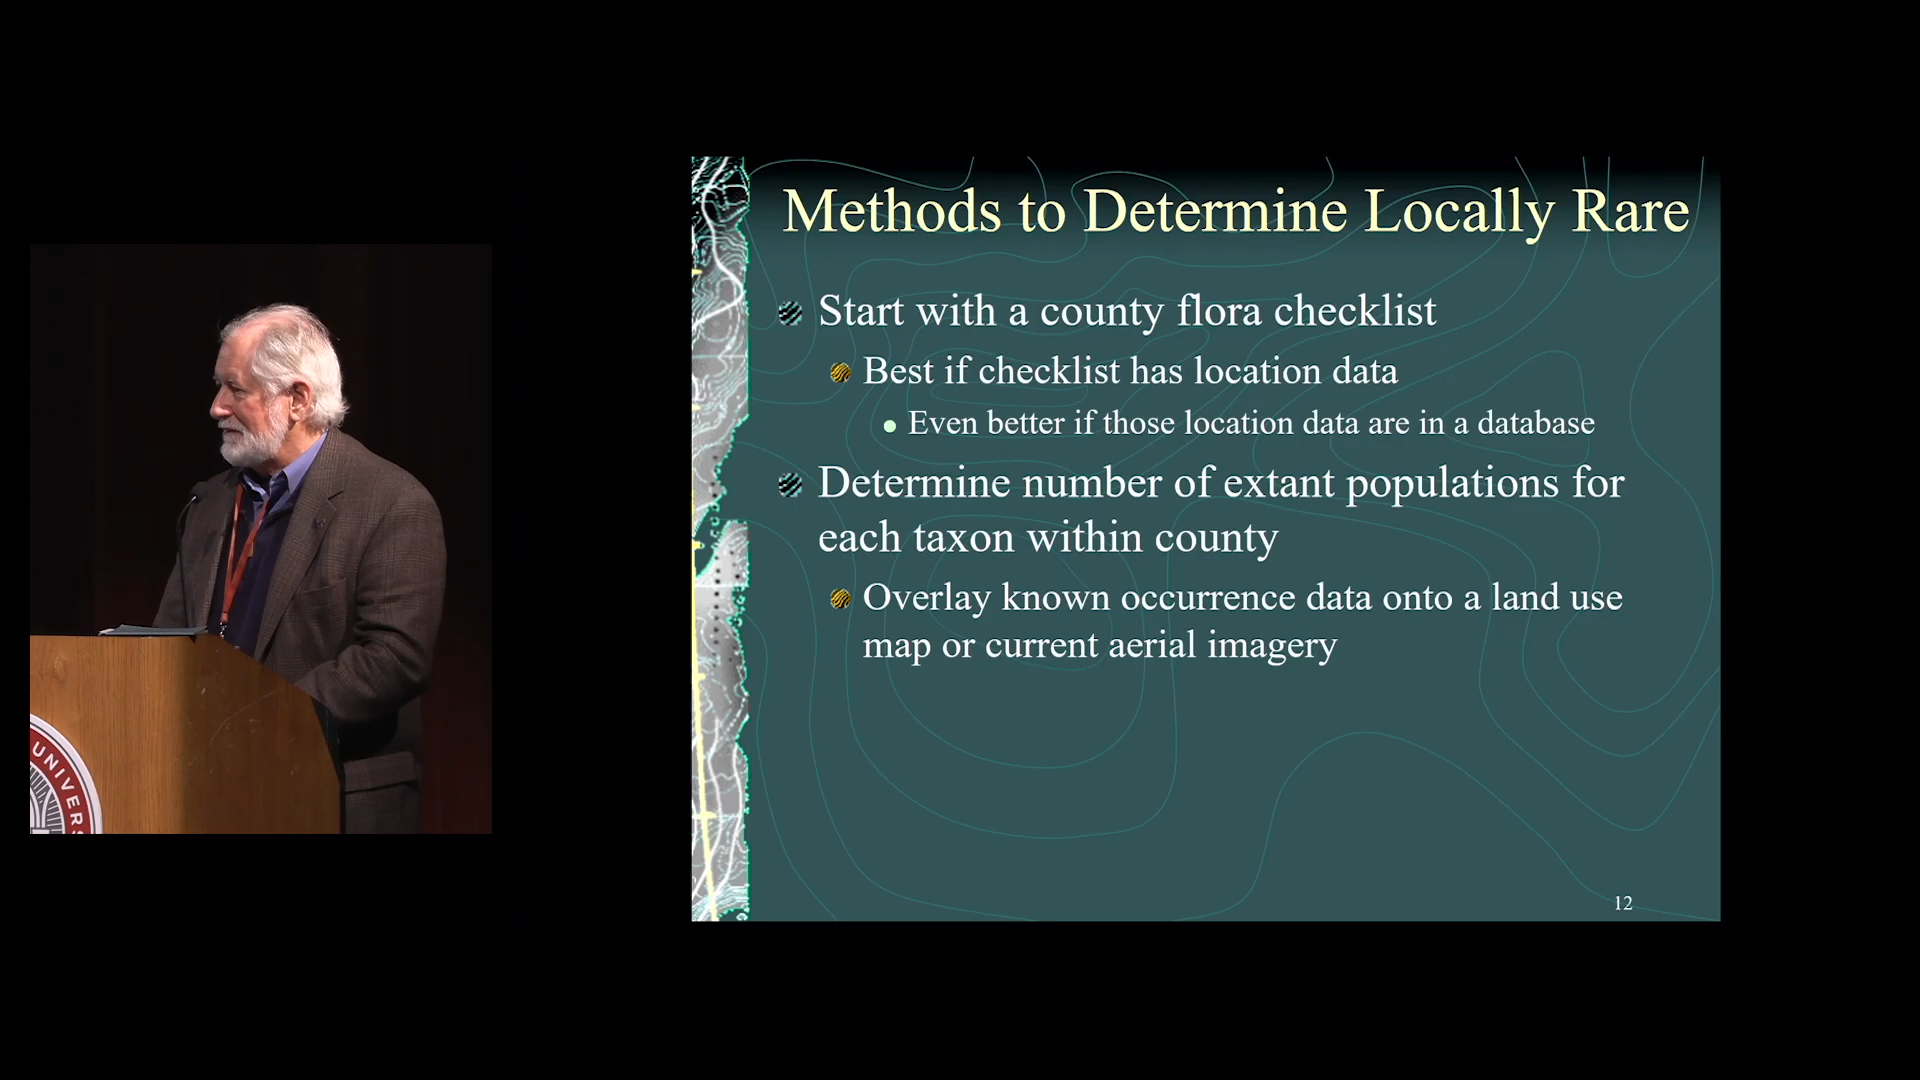 Methods to Determine Locally Rare
Start with a county flora checklist
Best if checklist has location data
Even better if those location data are in a database
Determine number of extant populations for
each taxon within county
Overlay known occurrence data onto a land use
map or current aerial imagery
12